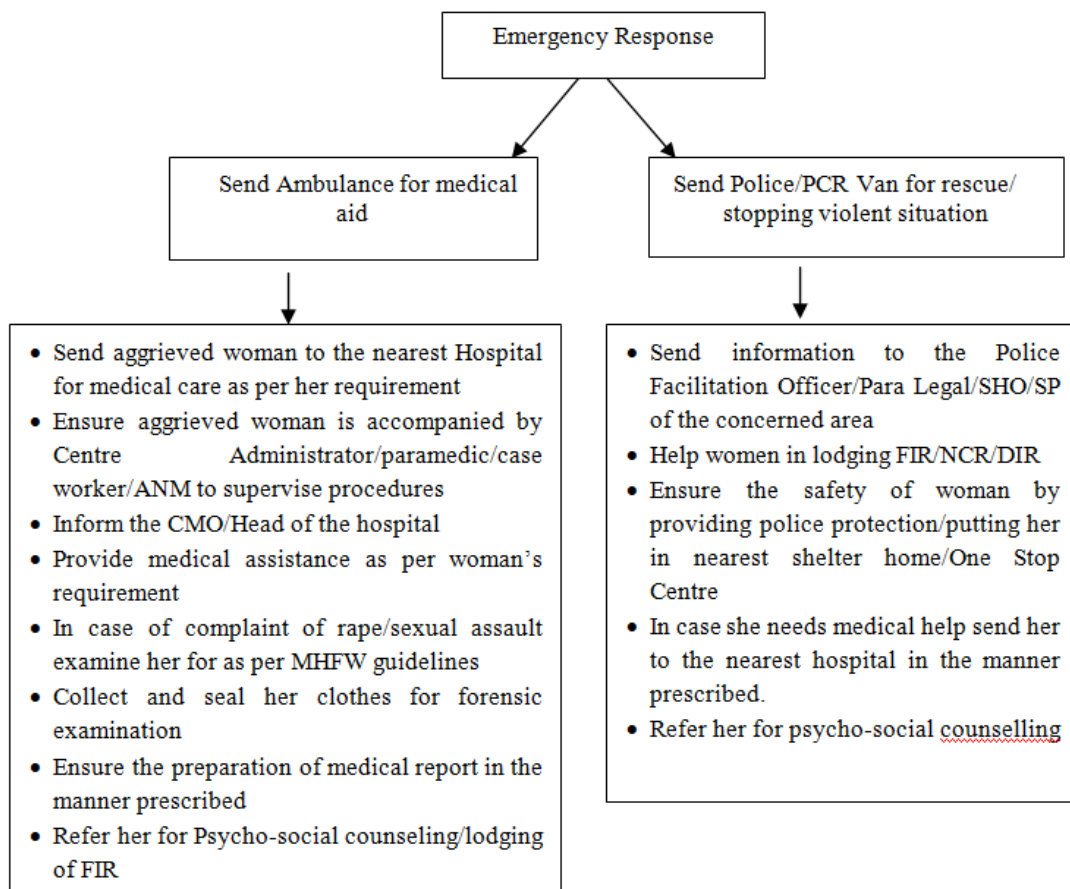 Emergency Response
Send Ambulance for medical
aid
Send Police/PCR Van for rescue/
stopping violent situation
• Send aggrieved woman to the nearest Hospital
for medical care as per her requirement
• Ensure aggrieved woman is accompanied by
Centre Administrator/paramedic/case
worker/ANM to supervise procedures
• Inform the CMO/Head of the hospital
• Provide medical assistance as per woman’s
requirement
• In case of complaint of rape/sexual assault
examine her for as per MHFW guidelines
• Collect and seal her clothes for forensic
examination
• Ensure the preparation of medical report in the
manner prescribed
• Refer her for Psycho-social counseling/lodging
of FIR
• Send information to the Police
Facilitation Officer/Para Legal/SHO/SP
of the concerned area
• Help women in lodging FIR/NCR/DIR
• Ensure the safety of woman by
providing police protection/putting her
in nearest shelter home/One Stop
Centre
• In case she needs medical help send her
to the nearest hospital in the manner
prescribed.
• Refer her for psycho-social counselling